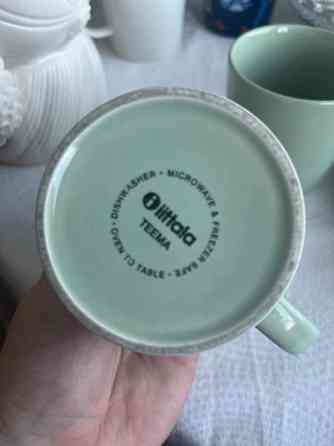 iittala
TEEMA
DISHWASHER • MICROWAVE & FREEZER SAFE • OVEN TO TABLE •